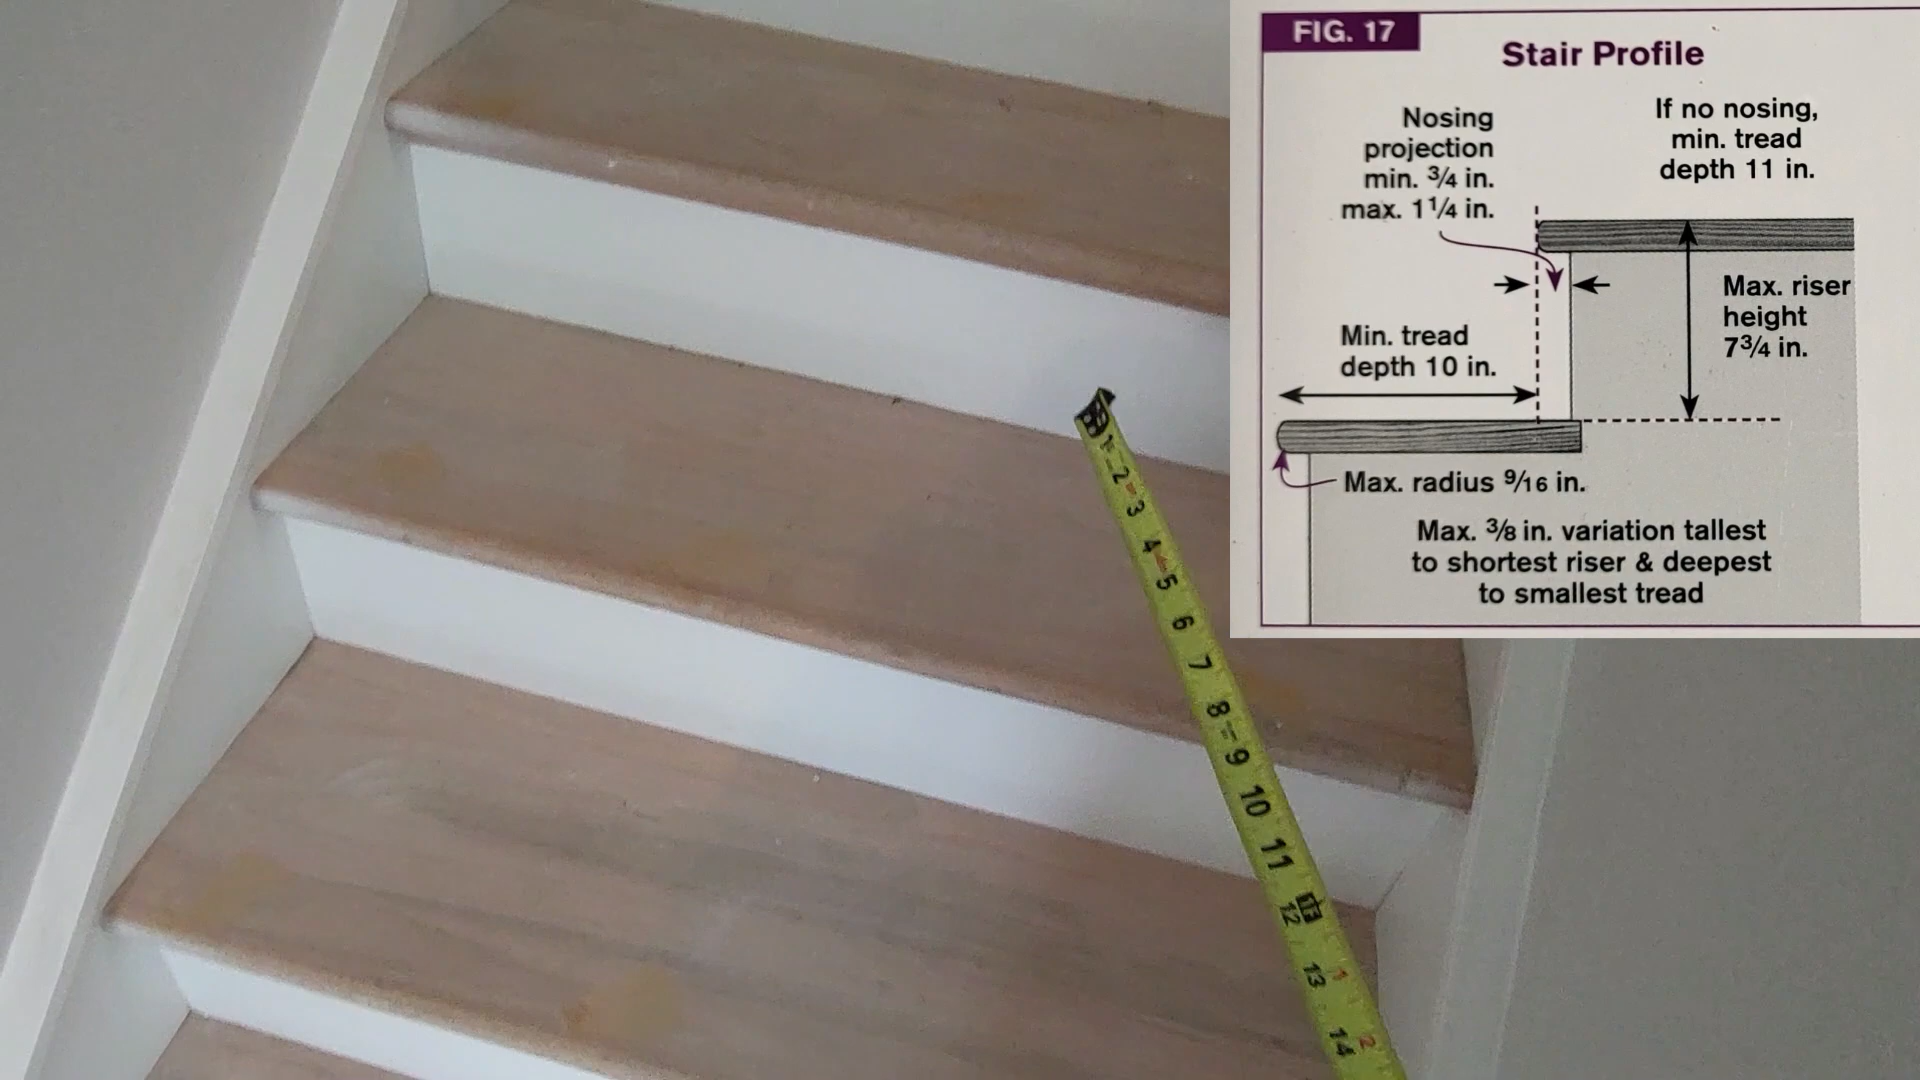 FIG. 17
Stair Profile
Nosing
projection
min. 3/4 in.
max. 1 1/4 in.
If no nosing,
min. tread
depth 11 in.
Max. riser
height
7 3/4 in.
Min. tread
depth 10 in.
Max. radius 9/16 in.
Max. 3/8 in. variation tallest
to shortest riser & deepest
to smallest tread
1
2
3
4
5
6
7
8
9
10
11
12
13
1
14
2